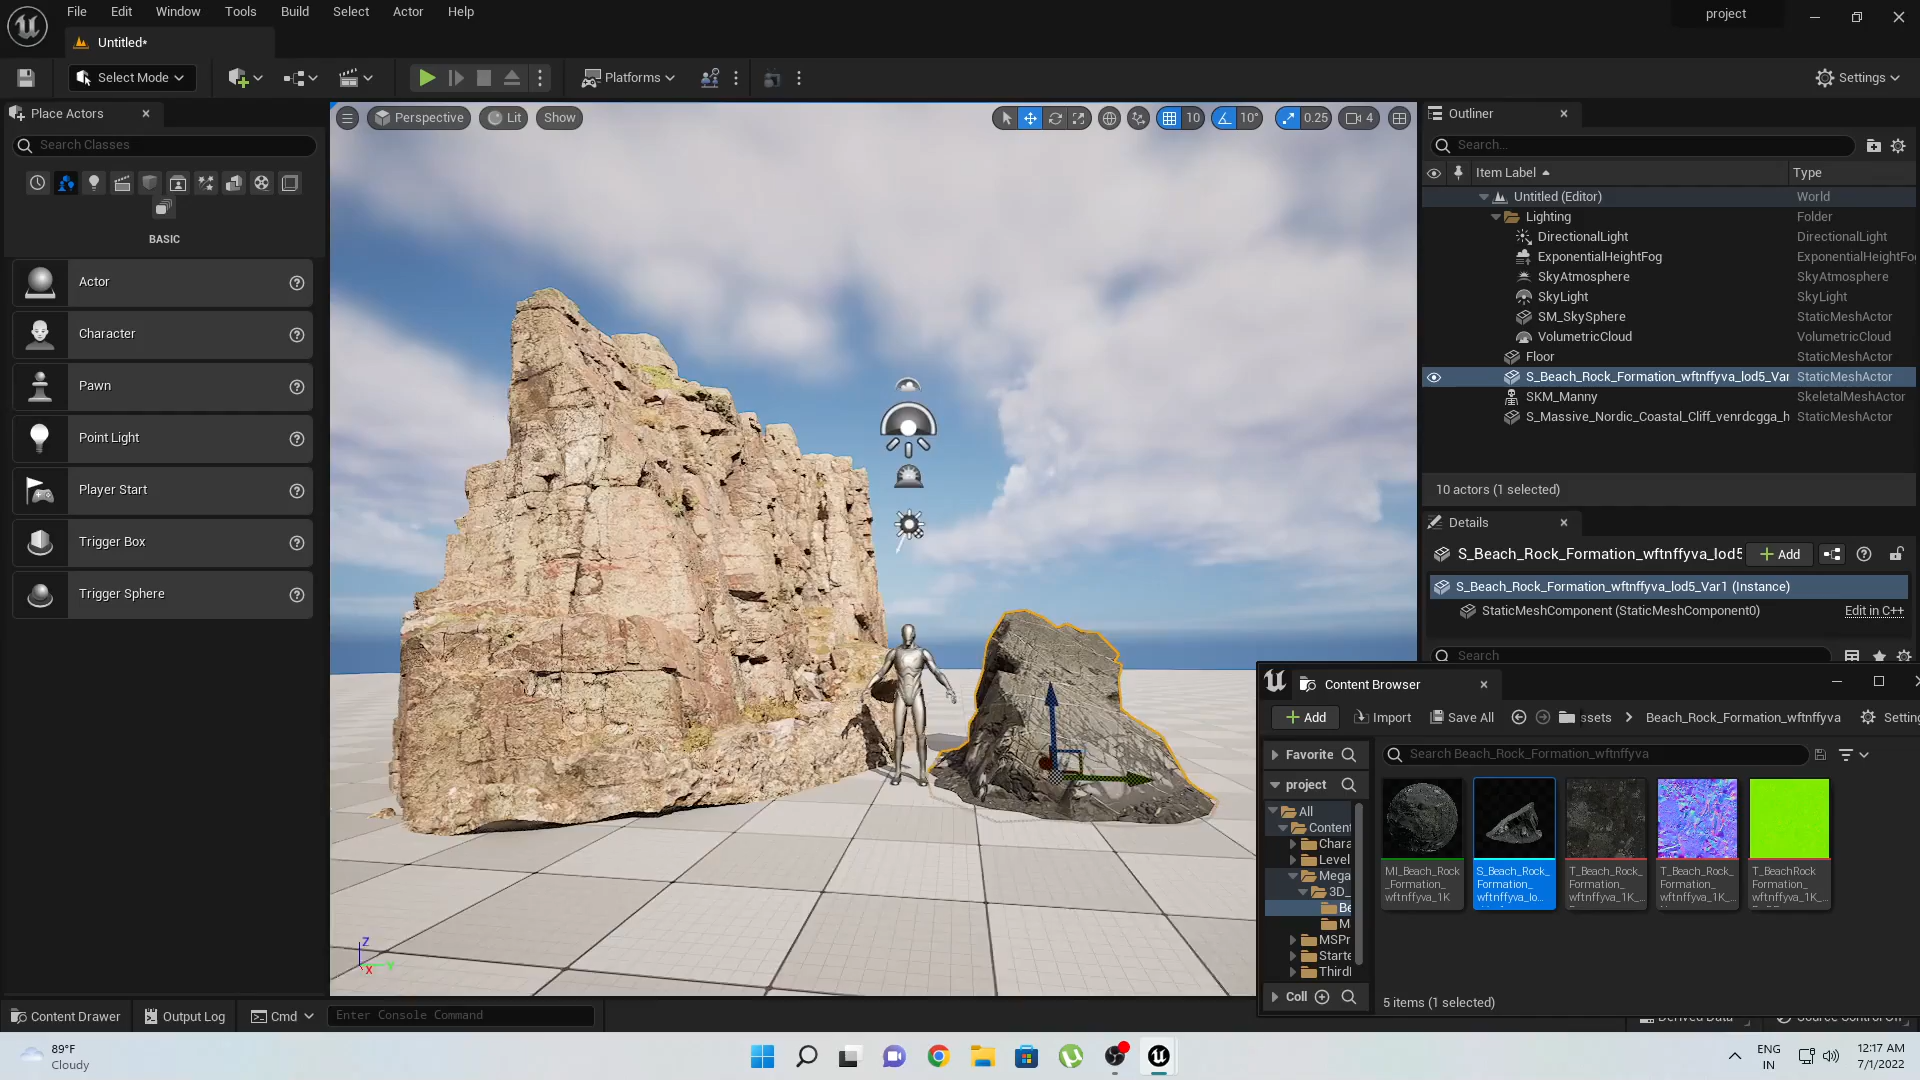 File Edit Window Tools Build Select Actor Help
project
Untitled*
Select Mode
Platforms
Settings
Place Actors
Search Classes
BASIC
Actor
Character
Pawn
Point Light
Player Start
Trigger Box
Trigger Sphere
Perspective Lit Show
10 10° 0.25 4
Z
X Y
Outliner
Search...
Item Label Type
Untitled (Editor) World
Lighting Folder
DirectionalLight DirectionalLight
ExponentialHeightFog ExponentialHeightFo
SkyAtmosphere SkyAtmosphere
SkyLight SkyLight
SM_SkySphere StaticMeshActor
VolumetricCloud VolumetricCloud
Floor StaticMeshActor
S_Beach_Rock_Formation_wftnffyva_lod5_Var StaticMeshActor
SKM_Manny SkeletalMeshActor
S_Massive_Nordic_Coastal_Cliff_venrdcgga_h StaticMeshActor
10 actors (1 selected)
Details
S_Beach_Rock_Formation_wftnffyva_lod5 Add
S_Beach_Rock_Formation_wftnffyva_lod5_Var1 (Instance)
StaticMeshComponent (StaticMeshComponent0) Edit in C++
Search
Content Browser
Add Import Save All ssets Beach_Rock_Formation_wftnffyva Setting
Favorite
Search Beach_Rock_Formation_wftnffyva
project
All
Content
Chara
Level
Mega
3D_
Be
M
MSPr
Starte
Third
Coll
MI_Beach_Rock
_Formation_
wftnffyva_1K
S_Beach_Rock_
Formation_
wftnffyva_lo...
T_Beach_Rock_
Formation_
wftnffyva_1K_...
T_Beach_Rock_
Formation_
wftnffyva_1K_...
T_BeachRock
Formation_
wftnffyva_1K_...
5 items (1 selected)
Content Drawer Output Log Cmd Enter Console Command
89°F
Cloudy
ENG
IN
12:17 AM
7/1/2022